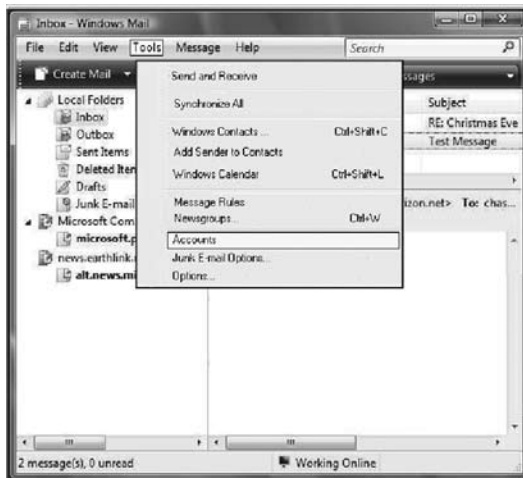 Inbox - Windows Mail
File Edit View Tools Message Help Search
Create Mail
Send and Receive
Synchronize All
Windows Contacts ... Ctrl+Shift+C
Add Sender to Contacts
Windows Calendar Ctrl+Shift+L
Message Rules
Newsgroups... Ctrl+W
Accounts
Junk E-mail Options...
Options...
Local Folders
Inbox
Outbox
Sent Items
Deleted Iten
Drafts
Junk E-mail
Microsoft Com
microsoft.p
news.earthlink.
alt.news.mi
ssages
Subject
RE: Christmas Eve
Test Message
izon.net> To: chas...
2 message(s), 0 unread
Working Online